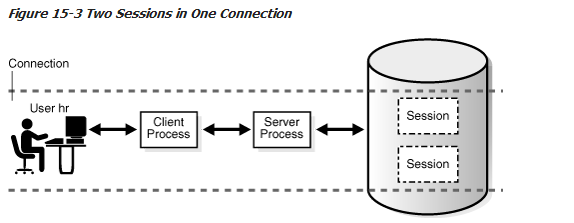 Figure 15-3 Two Sessions in One Connection
Connection
User hr
Client
Process
Server
Process
Session
Session